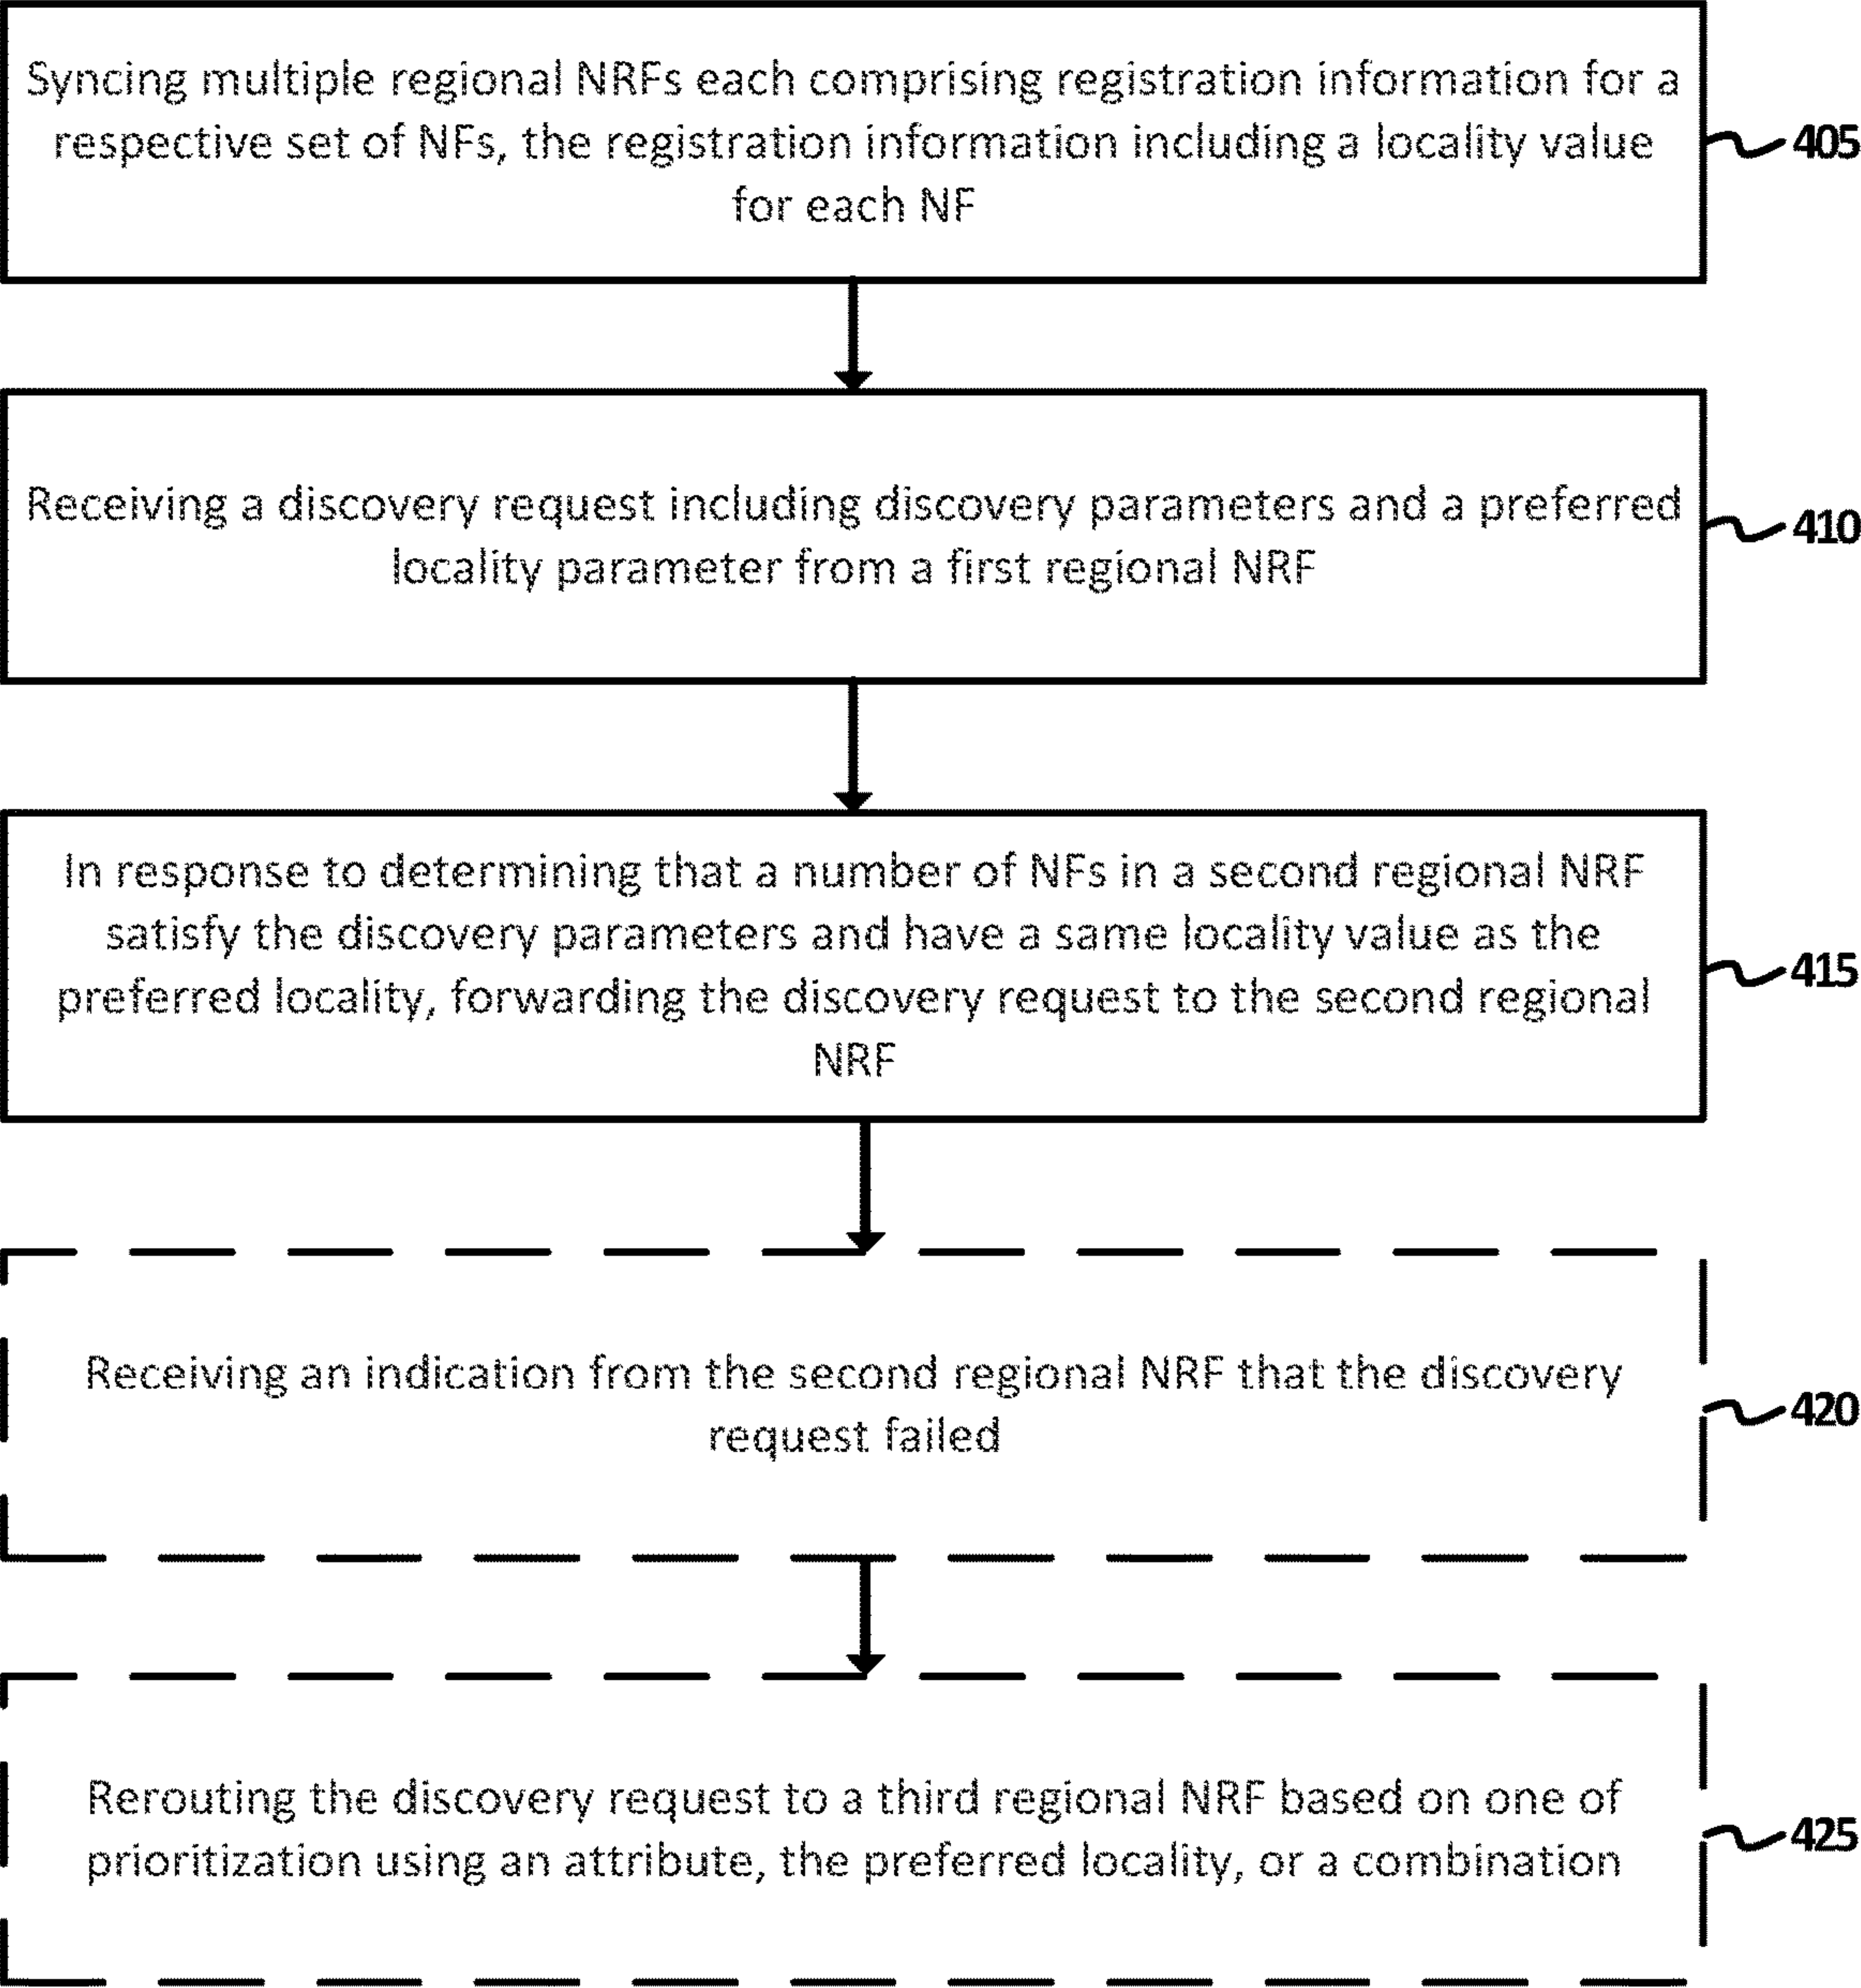 Syncing multiple regional NRFs each comprising registration information for a
respective set of NFs, the registration information including a locality value
for each NF
405
Receiving a discovery request including discovery parameters and a preferred
locality parameter from a first regional NRF
410
In response to determining that a number of NFs in a second regional NRF
satisfy the discovery parameters and have a same locality value as the
preferred locality, forwarding the discovery request to the second regional
NRF
415
Receiving an indication from the second regional NRF that the discovery
request failed
420
Rerouting the discovery request to a third regional NRF based on one of
prioritization using an attribute, the preferred locality, or a combination
425